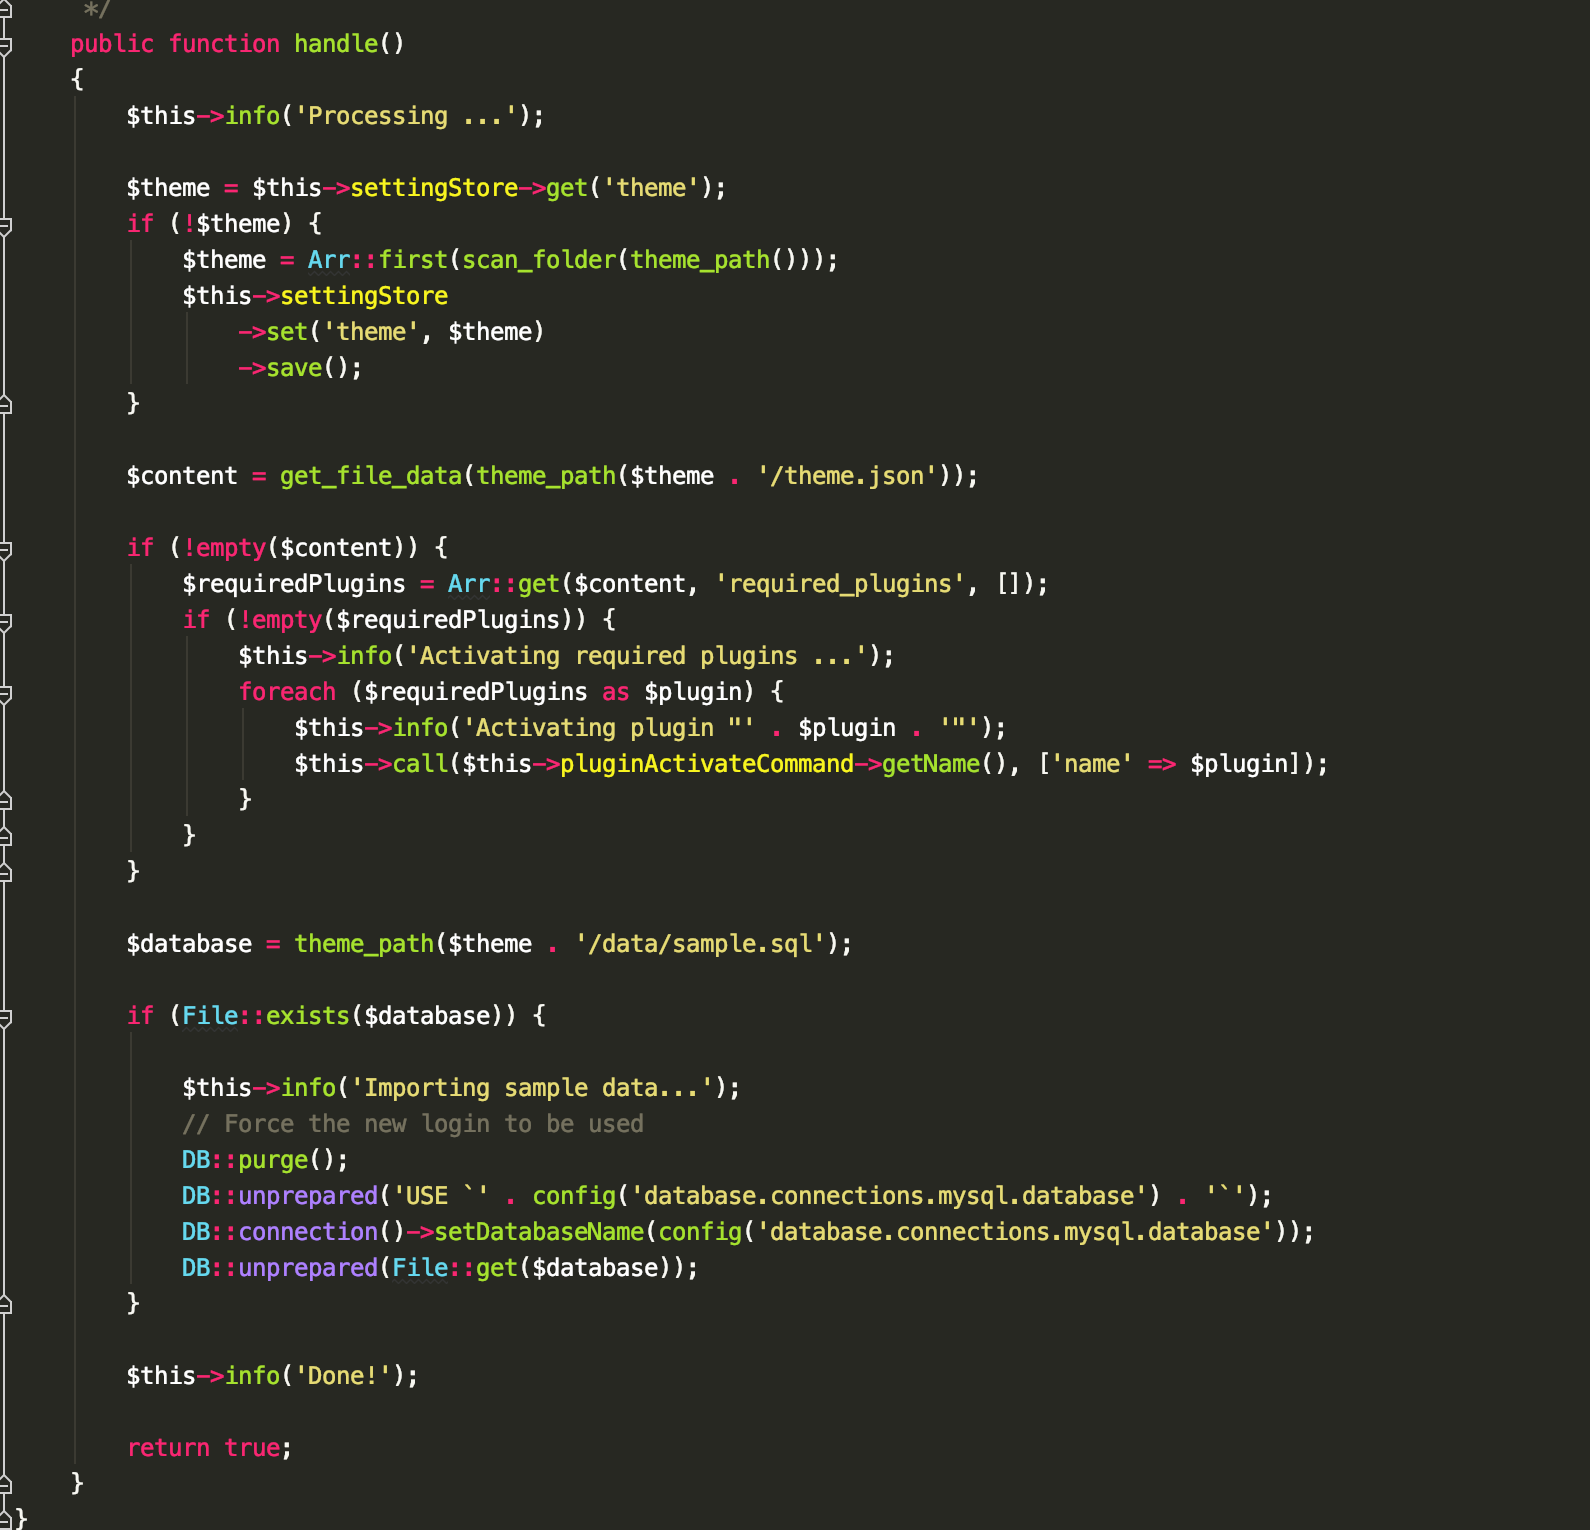 */
public function handle()
{
$this->info('Processing ...');
$theme = $this->settingStore->get('theme');
if (!$theme) {
$theme = Arr::first(scan_folder(theme_path()));
$this->settingStore
->set('theme', $theme)
->save();
}
$content = get_file_data(theme_path($theme . '/theme.json'));
if (!empty($content)) {
$requiredPlugins = Arr::get($content, 'required_plugins', []);
if (!empty($requiredPlugins)) {
$this->info('Activating required plugins ...');
foreach ($requiredPlugins as $plugin) {
$this->info('Activating plugin "' . $plugin . '"');
$this->call($this->pluginActivateCommand->getName(), ['name' => $plugin]);
}
}
}
$database = theme_path($theme . '/data/sample.sql');
if (File::exists($database)) {
$this->info('Importing sample data...');
// Force the new login to be used
DB::purge();
DB::unprepared('USE `' . config('database.connections.mysql.database') . '`');
DB::connection()->setDatabaseName(config('database.connections.mysql.database'));
DB::unprepared(File::get($database));
}
$this->info('Done!');
return true;
}
}